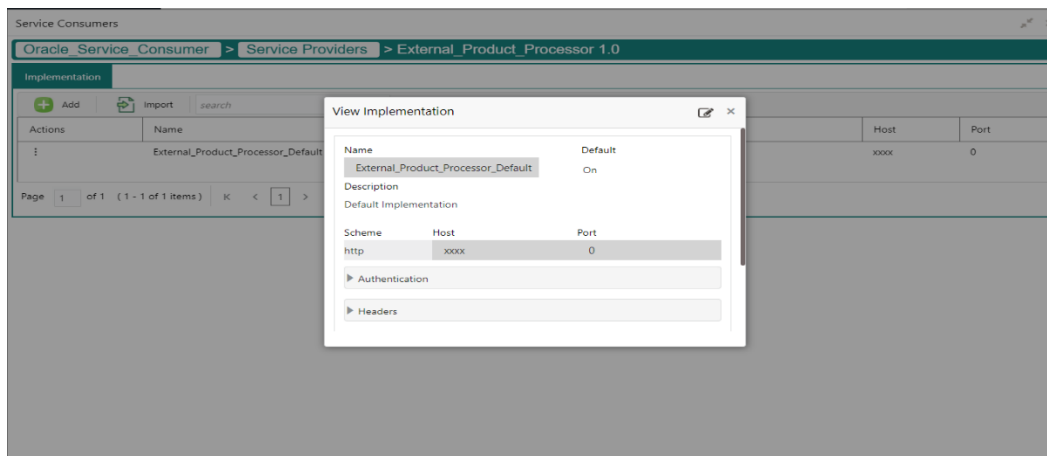 Service Consumers
Oracle_Service_Consumer > Service Providers > External_Product_Processor 1.0
Implementation
Add Import search
Actions Name Host Port
External_Product_Processor_Default xxxx 0
Page 1 of 1 (1 - 1 of 1 items) K < 1 >
View Implementation ×
Name Default
External_Product_Processor_Default On
Description
Default Implementation
Scheme Host Port
http xxxx 0
Authentication
Headers